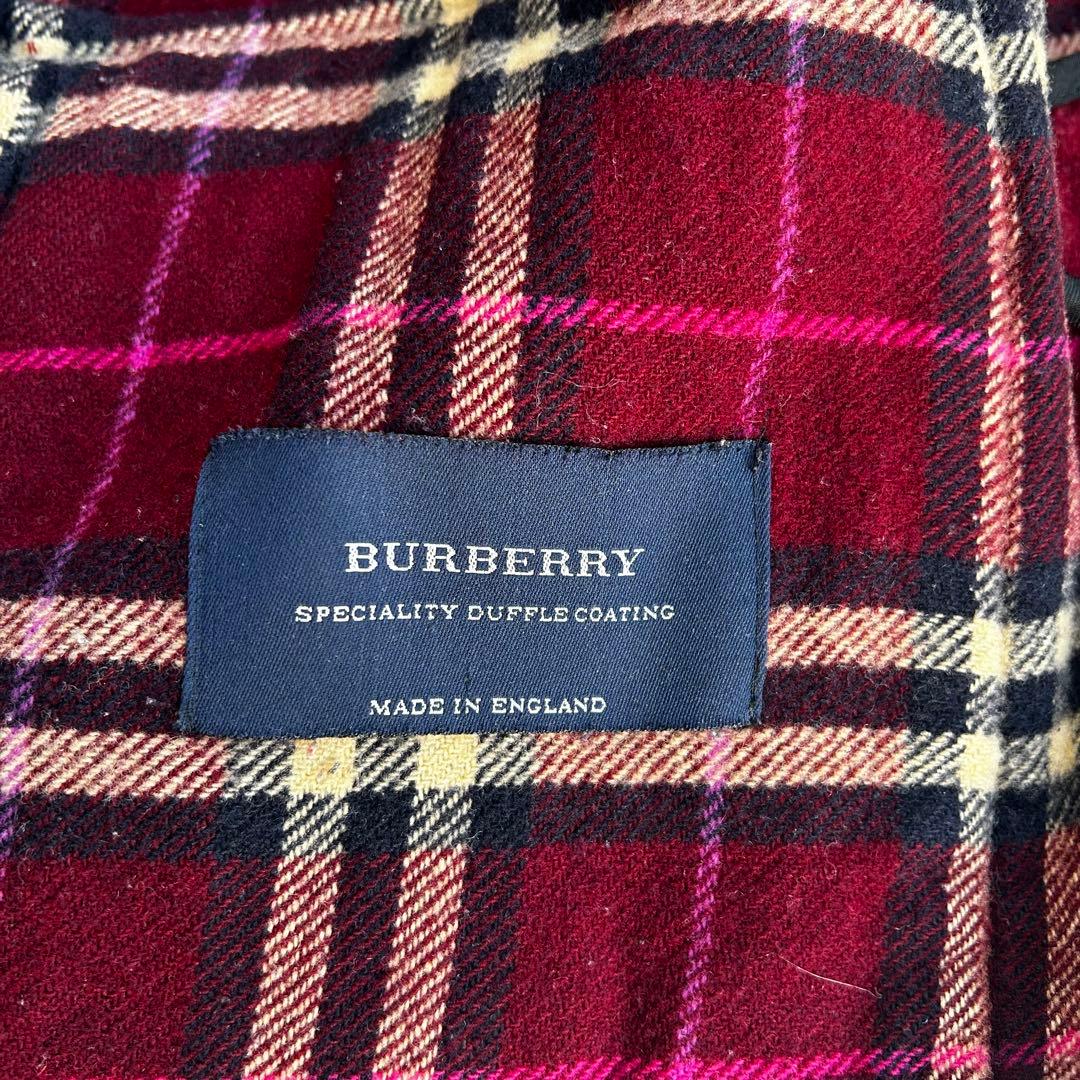 BURBERRY
SPECIALITY DUFFLE COATING
MADE IN ENGLAND